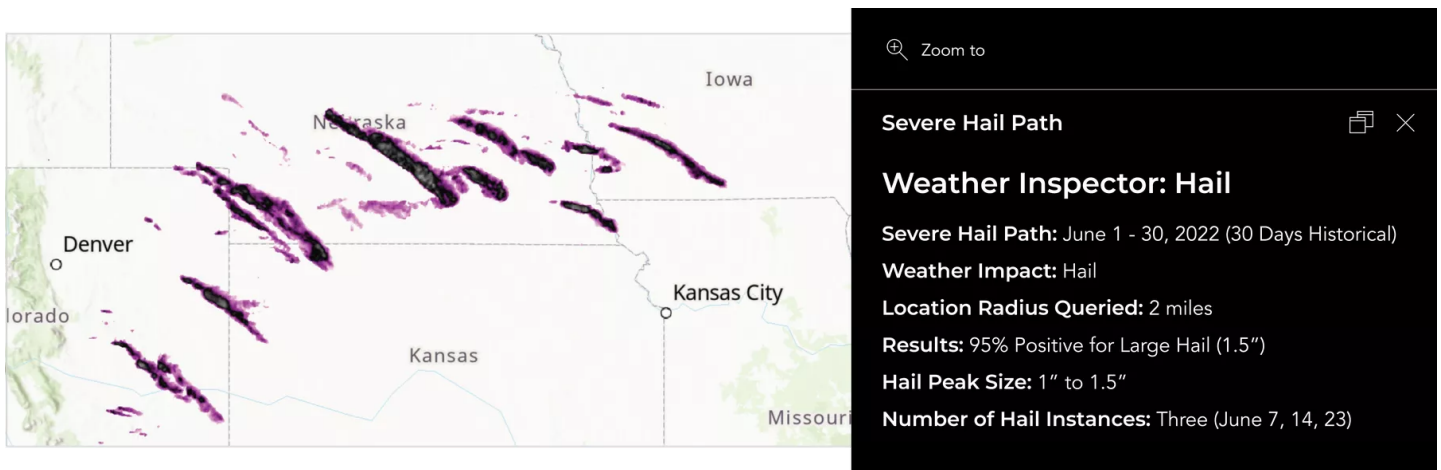 Iowa
Nebraska
Denver
Kansas City
lorado
Kansas
Missouri
Zoom to
Severe Hail Path
Weather Inspector: Hail
Severe Hail Path: June 1 - 30, 2022 (30 Days Historical)
Weather Impact: Hail
Location Radius Queried: 2 miles
Results: 95% Positive for Large Hail (1.5”)
Hail Peak Size: 1” to 1.5”
Number of Hail Instances: Three (June 7, 14, 23)